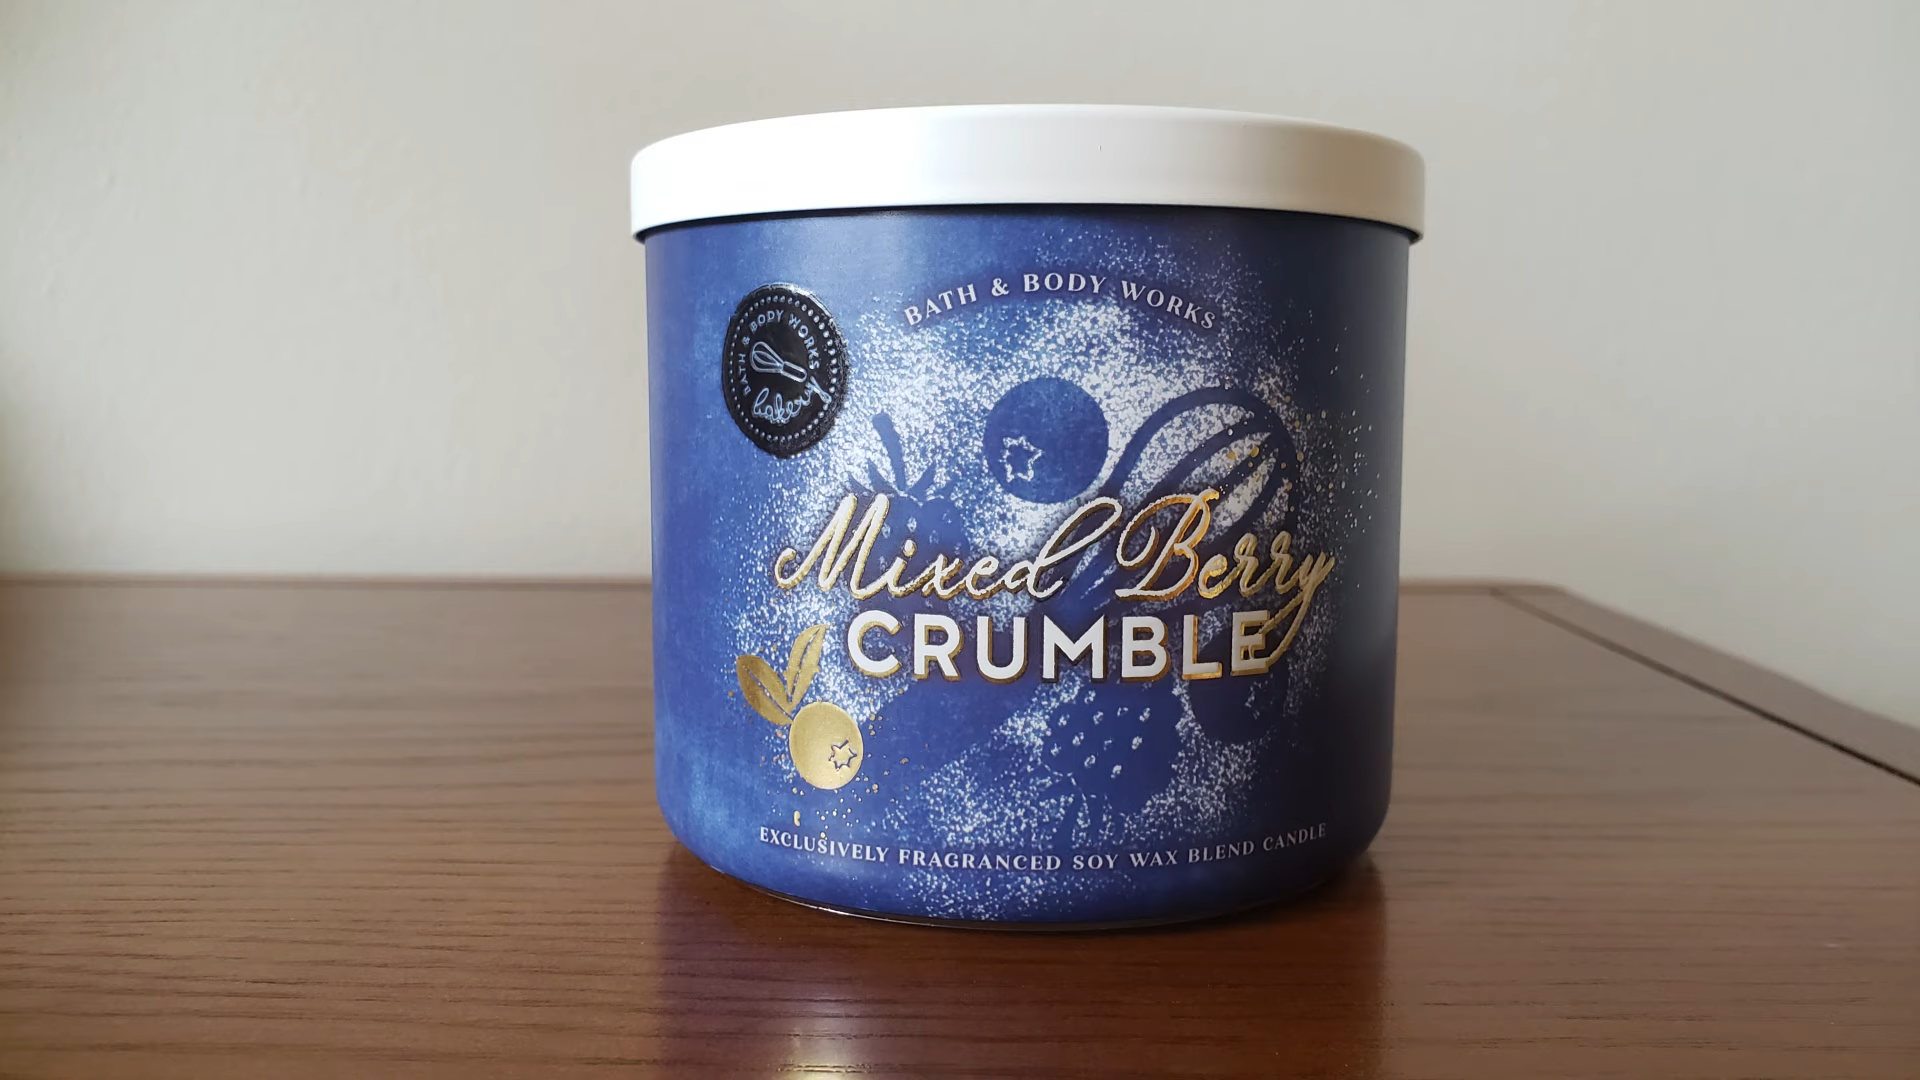 BATH & BODY WORKS
BATH & BODY WORKS
bakery
Mixed Berry
CRUMBLE
EXCLUSIVELY FRAGRANCED SOY WAX BLEND CANDLE